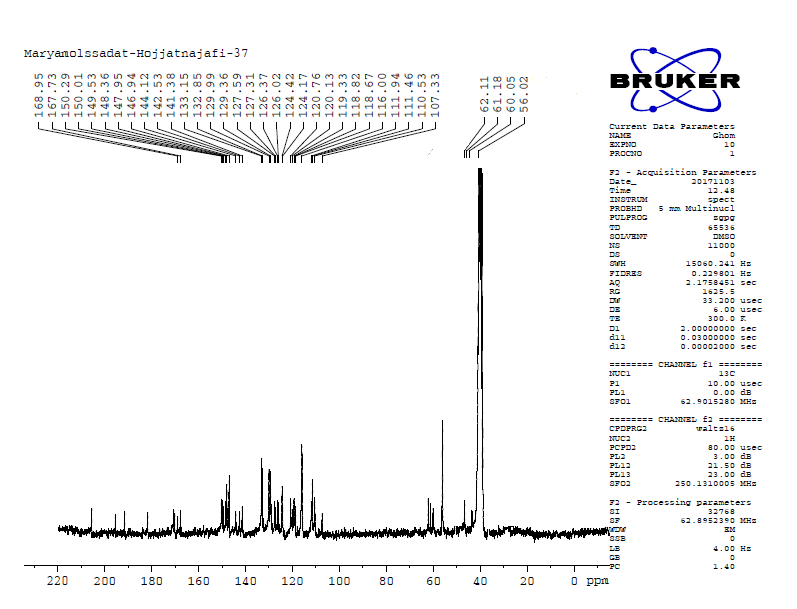 Maryamolssadat-Hojjatnajafi-37
168.95
167.73
150.29
150.01
149.53
148.36
147.95
146.94
144.12
142.53
141.38
133.15
132.85
129.99
129.36
127.59
127.31
126.37
126.02
124.42
124.17
120.76
120.13
119.33
118.82
118.67
116.00
111.94
111.46
110.53
107.33
62.11
61.18
60.05
56.02
BRUKER
Current Data Parameters
NAME Ghom
EXPNO 10
PROCNO 1
F2 - Acquisition Parameters
Date_ 20171103
Time 12.48
INSTRUM spect
PROBHD 5 mm Multinucl
PULPROG zgpg
TD 65536
SOLVENT DMSO
NS 11000
DS 0
SWH 15060.241 Hz
FIDRES 0.229801 Hz
AQ 2.1758451 sec
RG 1625.5
DW 33.200 usec
DE 6.00 usec
TE 300.0 K
D1 2.00000000 sec
d11 0.03000000 sec
d12 0.00002000 sec
======== CHANNEL f1 ========
NUC1 13C
P1 10.00 usec
PL1 0.00 dB
SFO1 62.9015280 MHz
======== CHANNEL f2 ========
CPDPRG2 waltz16
NUC2 1H
PCPD2 80.00 usec
PL2 3.00 dB
PL12 21.50 dB
PL13 23.00 dB
SFO2 250.1310005 MHz
F2 - Processing parameters
SI 32768
SF 62.8952390 MHz
WDW EM
SSB 0
LB 4.00 Hz
GB 0
PC 1.40
220 200 180 160 140 120 100 80 60 40 20 0 ppm